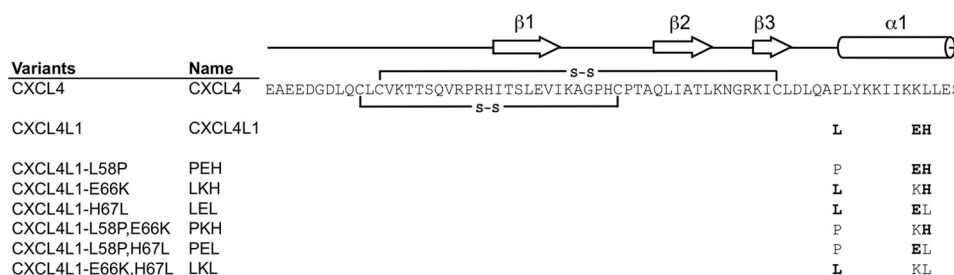 β1 β2 β3 α1
Variants Name
s-s
CXCL4 CXCL4 EAEEDGDLQCLCVKTTSQVRPRHITSLEVIKAGPHCPTAQLIATLKNGRKICLDLQAPLYKKIIKKLLES
s-s
CXCL4L1 CXCL4L1 L EH
CXCL4L1-L58P PEH P EH
CXCL4L1-E66K LKH L KH
CXCL4L1-H67L LEL L EL
CXCL4L1-L58P,E66K PKH P KH
CXCL4L1-L58P,H67L PEL P EL
CXCL4L1-E66K.H67L LKL L KL